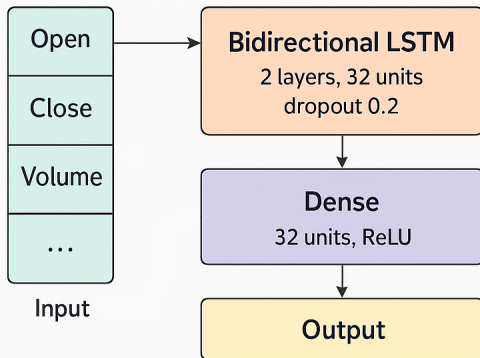 Open
Close
Volume
...
Input
Bidirectional LSTM
2 layers, 32 units
dropout 0.2
Dense
32 units, ReLU
Output